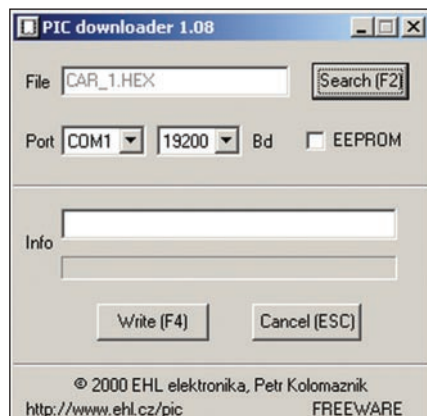 PIC downloader 1.08
File CAR_1.HEX Search (F2)
Port COM1 19200 Bd EEPROM
Info
Write (F4) Cancel (ESC)
© 2000 EHL elektronika, Petr Kolomaznik
http://www.ehl.cz/pic FREEWARE